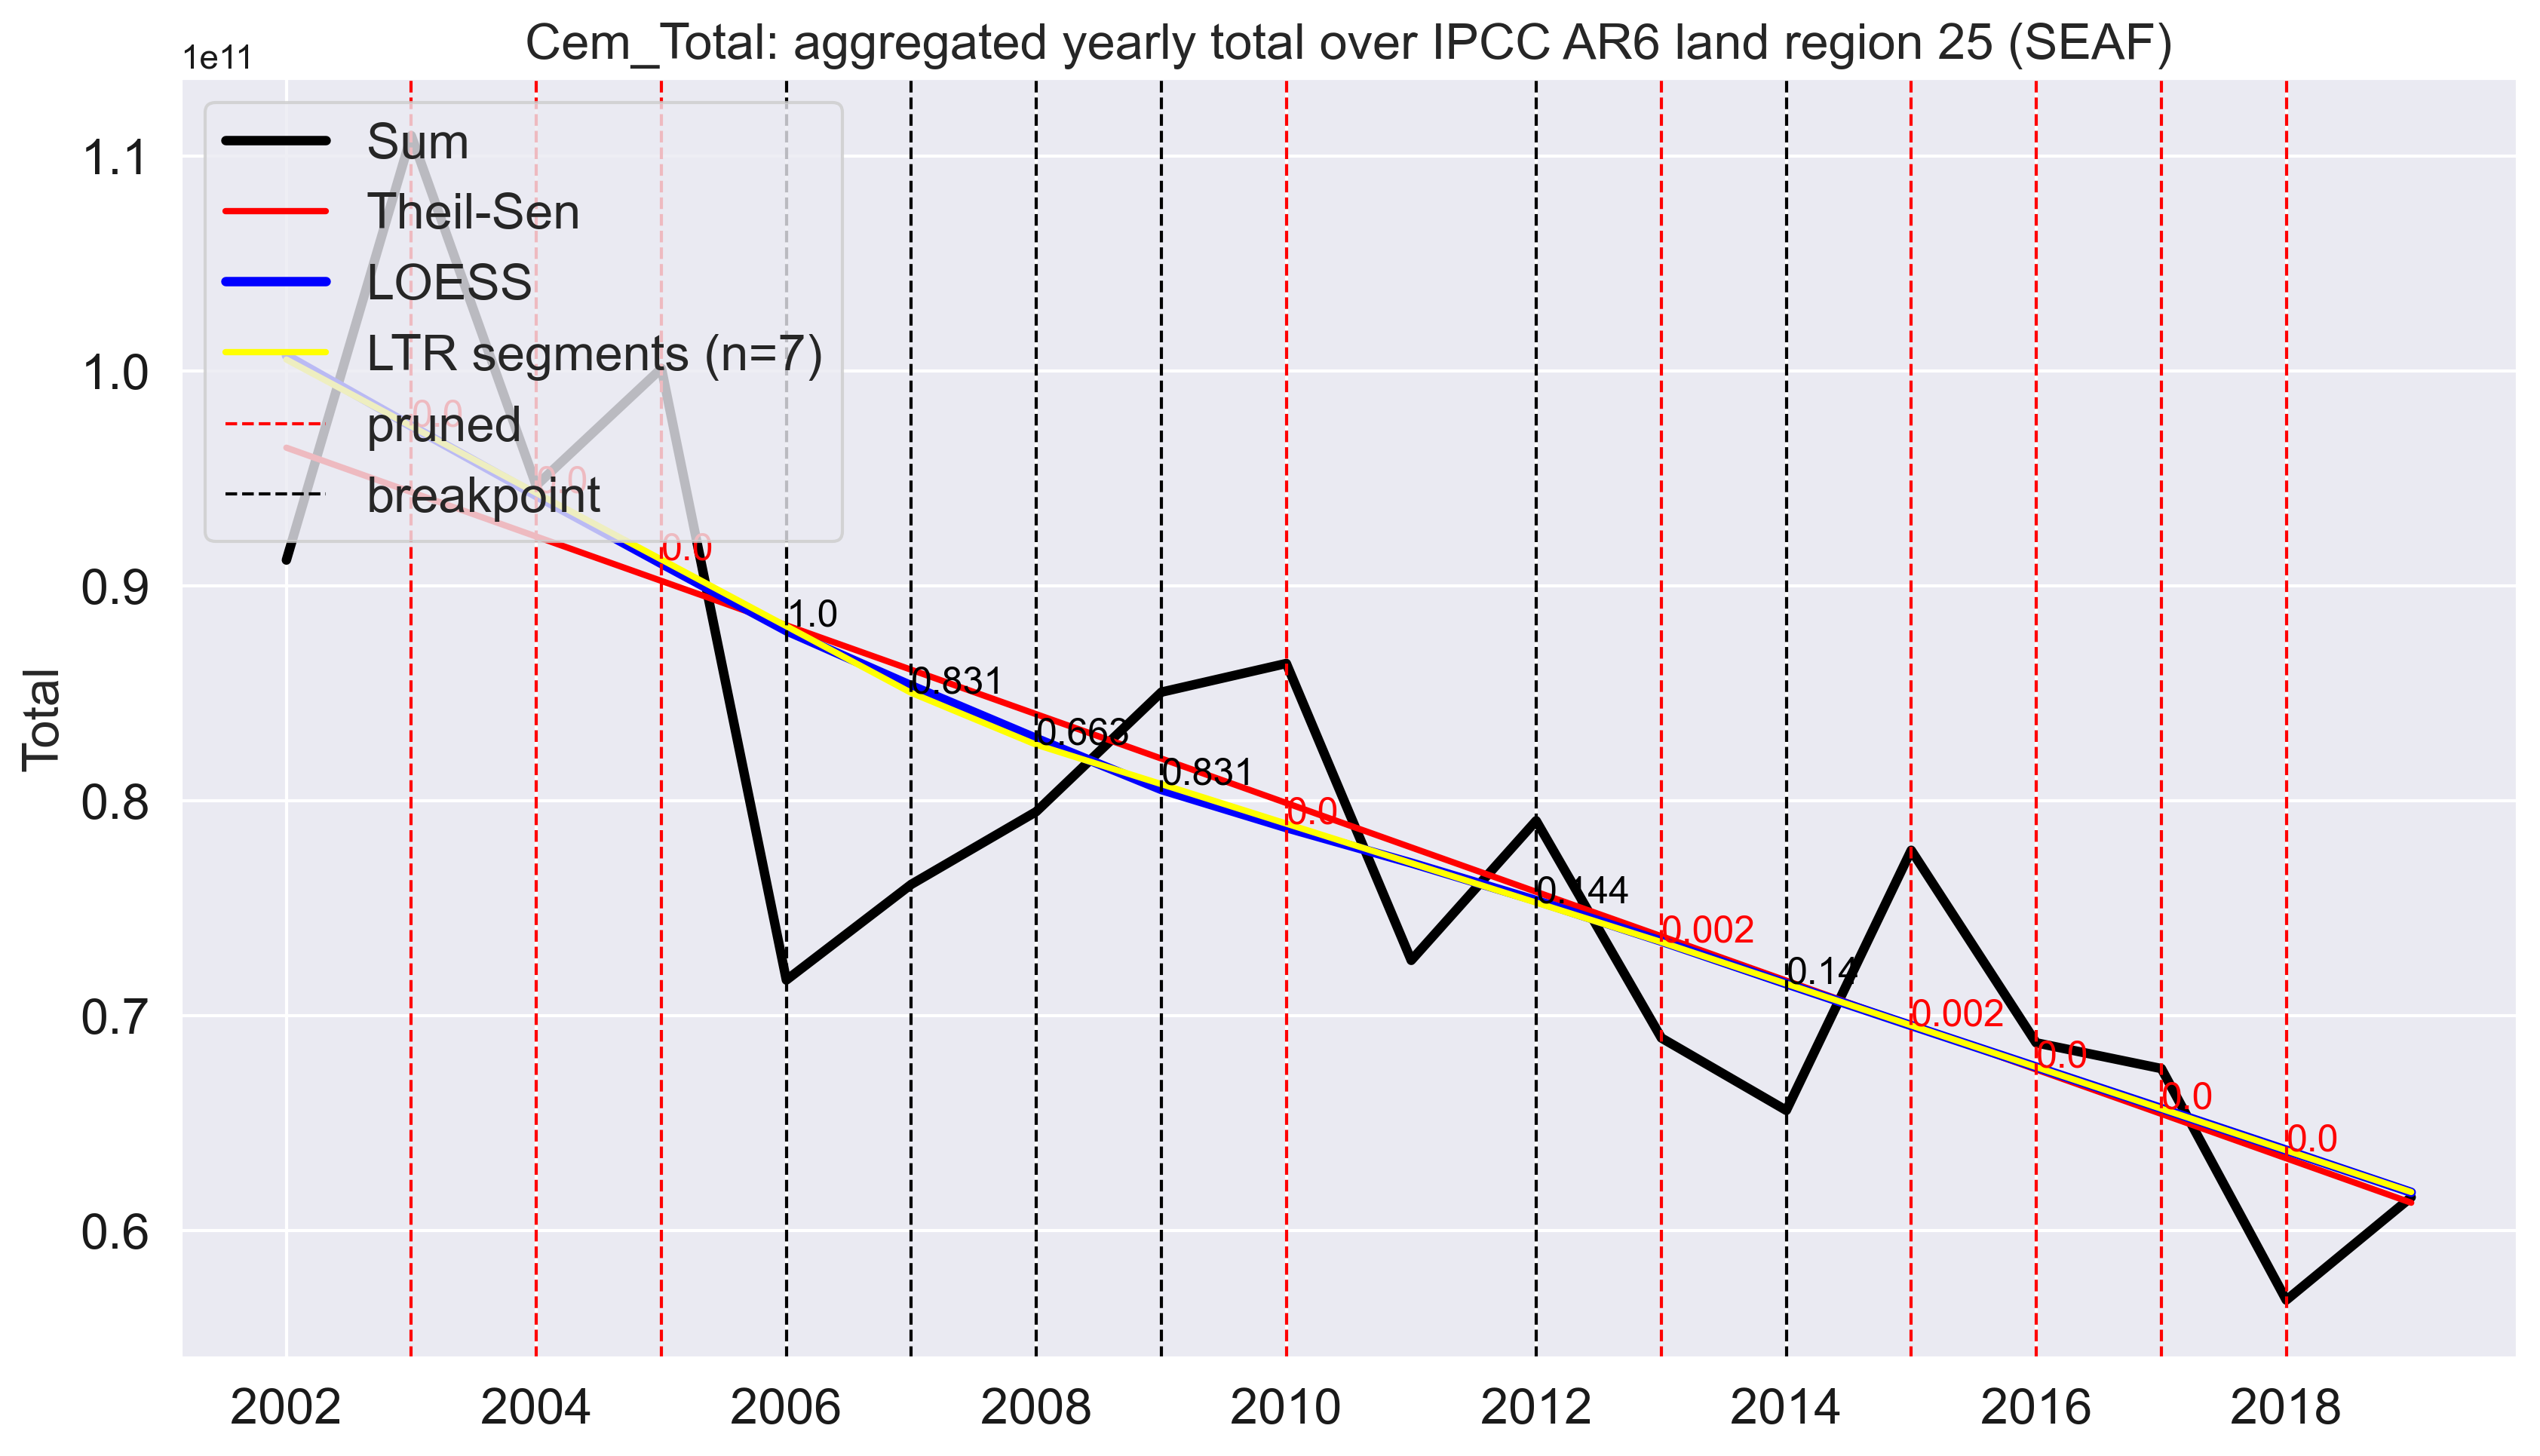 Cem_Total: aggregated yearly total over IPCC AR6 land region 25 (SEAF)
1e11
Sum
Theil-Sen
LOESS
LTR segments (n=7)
pruned
breakpoint
Total
1.1
1.0
0.9
0.8
0.7
0.6
0.0
0.0
0.0
1.0
0.831
0.663
0.831
0.0
0.144
0.002
0.14
0.002
0.0
0.0
0.0
2002 2004 2006 2008 2010 2012 2014 2016 2018